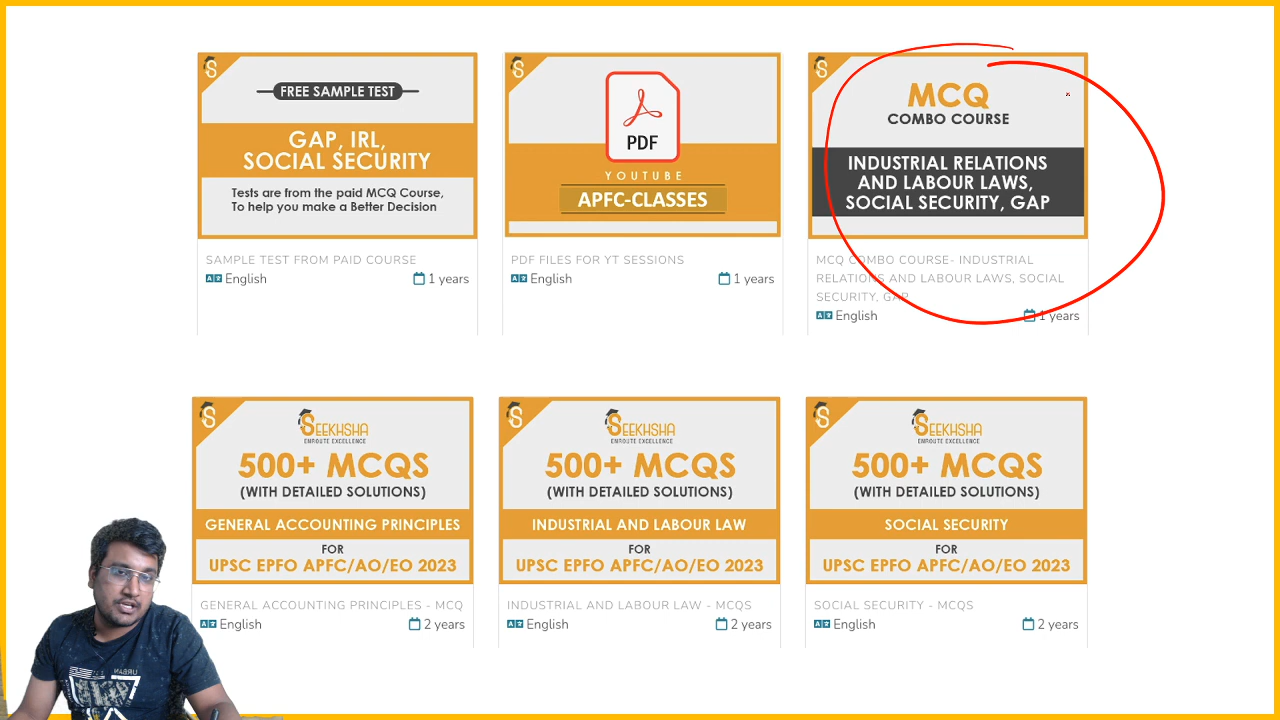 FREE SAMPLE TEST
GAP, IRL,
SOCIAL SECURITY
Tests are from the paid MCQ Course,
To help you make a Better Decision
SAMPLE TEST FROM PAID COURSE
English
1 years
PDF
YOUTUBE
APFC-CLASSES
PDF FILES FOR YT SESSIONS
English
1 years
MCQ
COMBO COURSE
INDUSTRIAL RELATIONS
AND LABOUR LAWS,
SOCIAL SECURITY, GAP
MCQ COMBO COURSE- INDUSTRIAL
RELATIONS AND LABOUR LAWS, SOCIAL
SECURITY, GAP
English
1 years
SEEKHSHA
ENROUTE EXCELLENCE
500+ MCQS
(WITH DETAILED SOLUTIONS)
GENERAL ACCOUNTING PRINCIPLES
FOR
UPSC EPFO APFC/AO/EO 2023
GENERAL ACCOUNTING PRINCIPLES - MCQ
English
2 years
SEEKHSHA
ENROUTE EXCELLENCE
500+ MCQS
(WITH DETAILED SOLUTIONS)
INDUSTRIAL AND LABOUR LAW
FOR
UPSC EPFO APFC/AO/EO 2023
INDUSTRIAL AND LABOUR LAW - MCQS
English
2 years
SEEKHSHA
ENROUTE EXCELLENCE
500+ MCQS
(WITH DETAILED SOLUTIONS)
SOCIAL SECURITY
FOR
UPSC EPFO APFC/AO/EO 2023
SOCIAL SECURITY - MCQS
English
2 years
URBAN